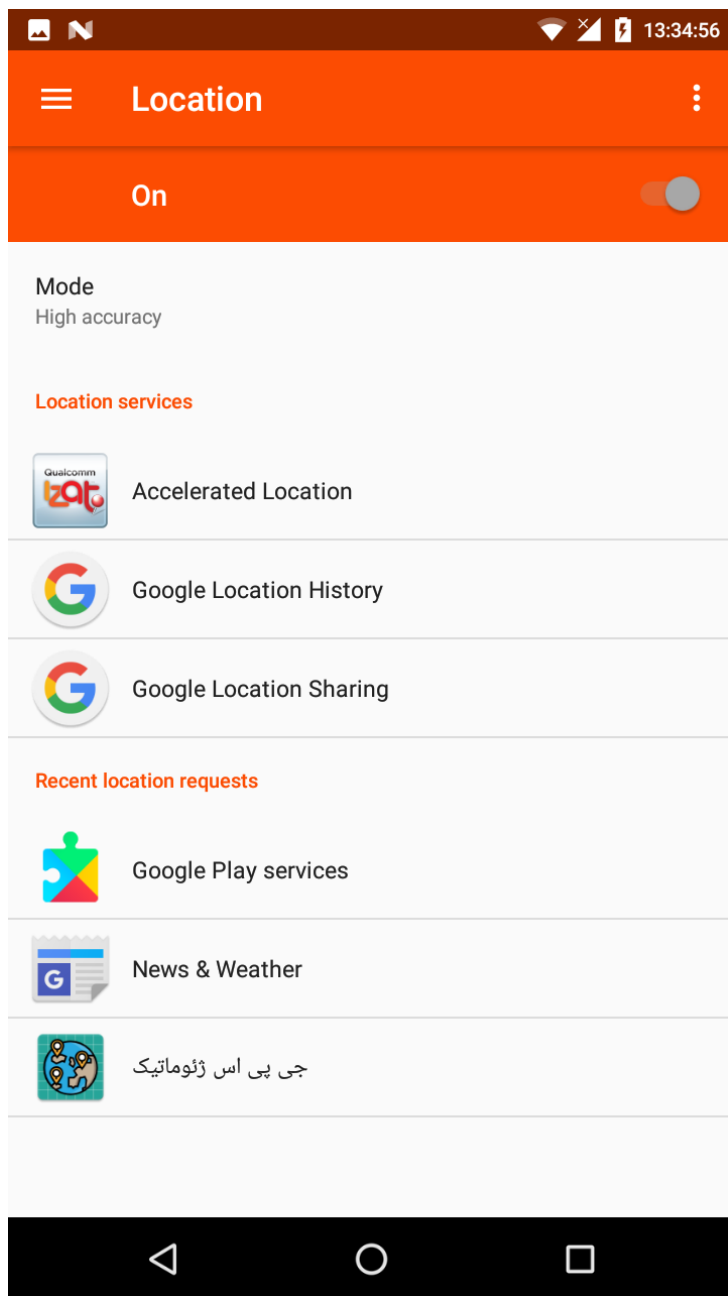 13:34:56
Location
On
Mode
High accuracy
Location services
Qualcomm
izat
Accelerated Location
G
Google Location History
G
Google Location Sharing
Recent location requests
Google Play services
G
News & Weather
جی پی اس ژئوماتیک